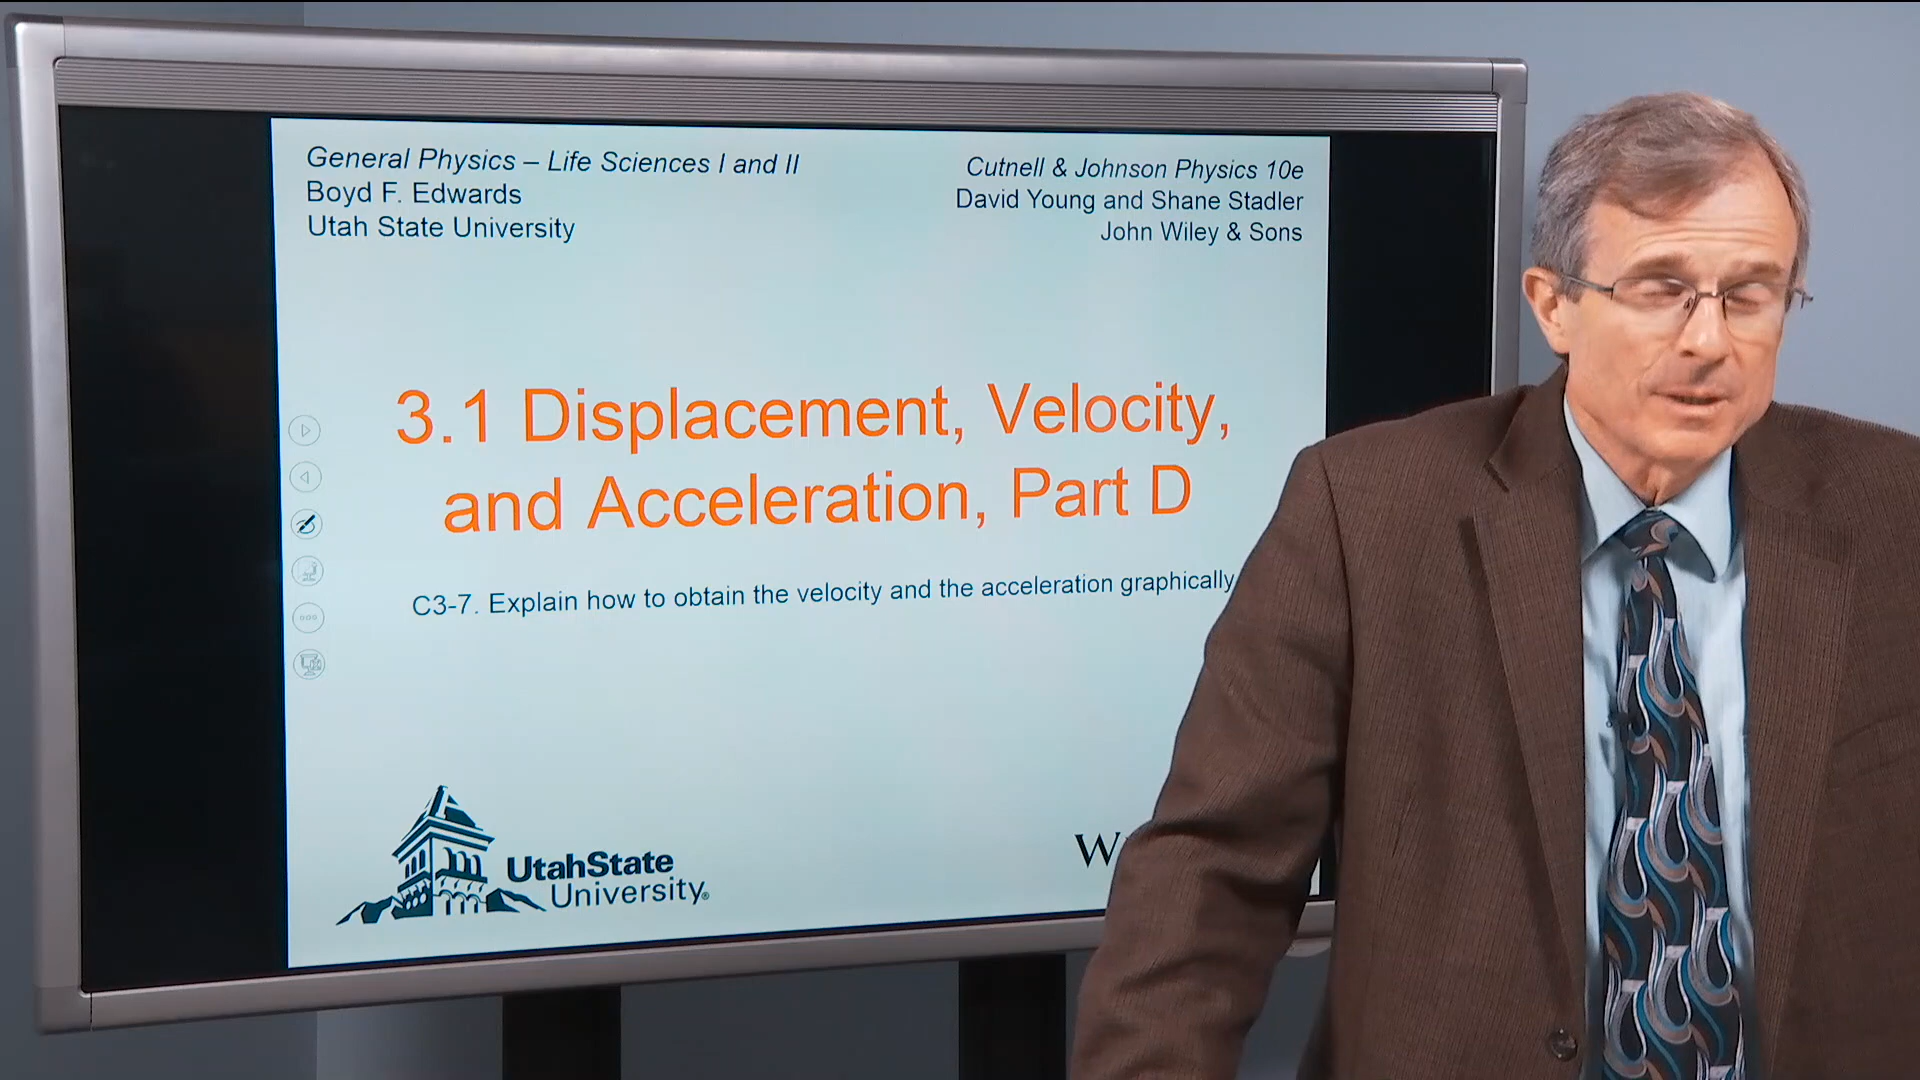 General Physics – Life Sciences I and II
Boyd F. Edwards
Utah State University
Cutnell & Johnson Physics 10e
David Young and Shane Stadler
John Wiley & Sons
3.1 Displacement, Velocity,
and Acceleration, Part D
C3-7. Explain how to obtain the velocity and the acceleration graphically
UtahState
University®